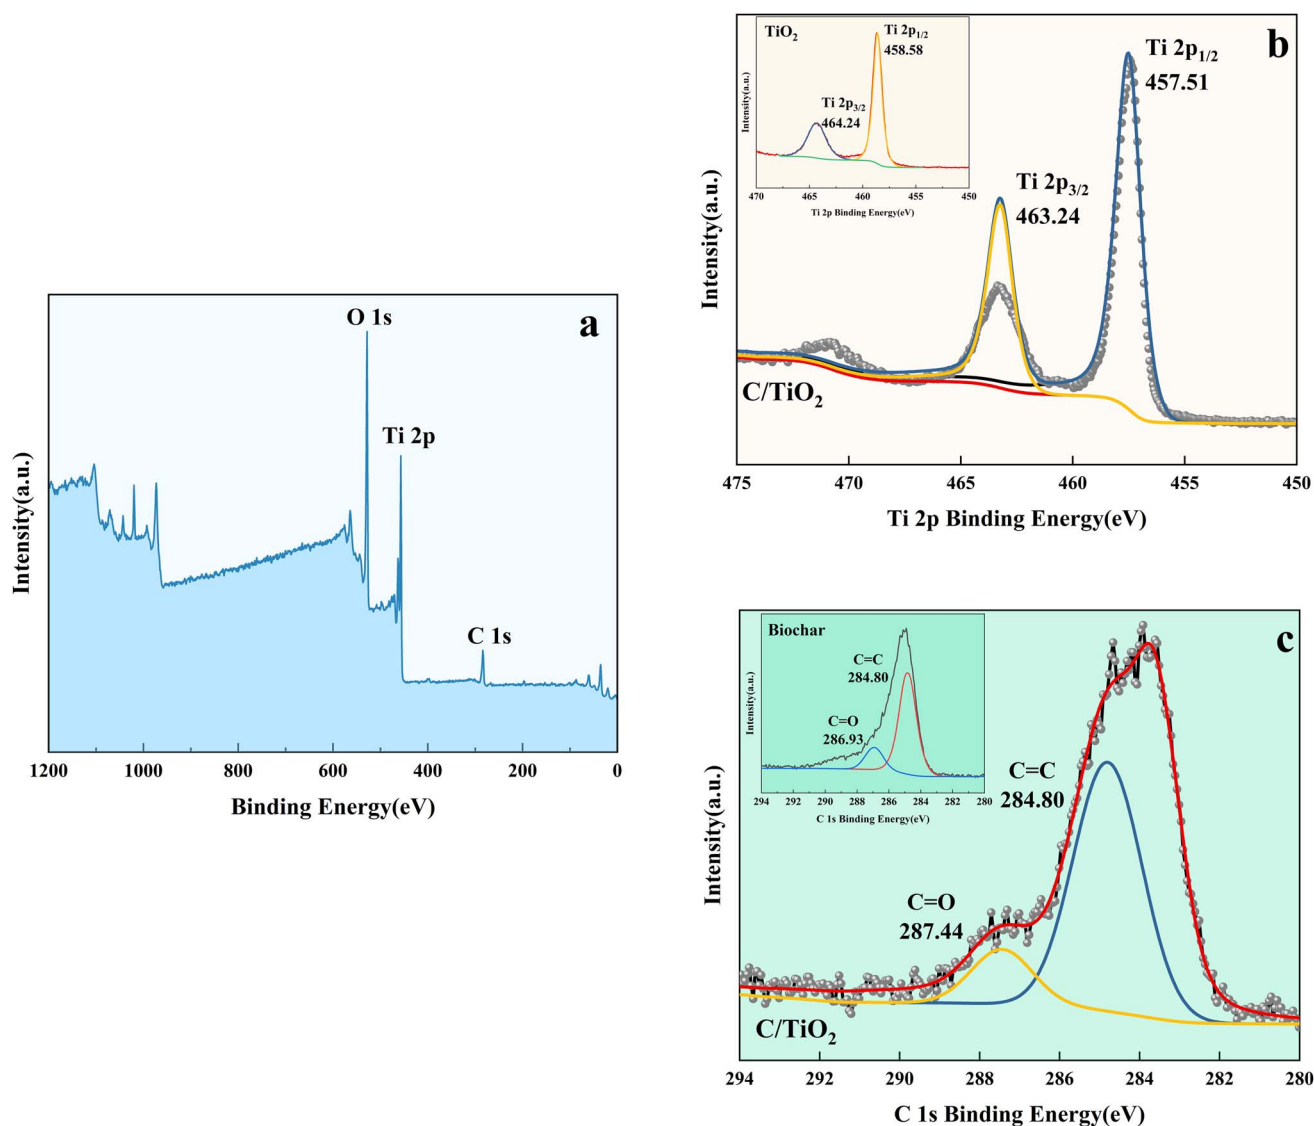 a
O 1s
Ti 2p
C 1s
Intensity(a.u.)
1200 1000 800 600 400 200 0
Binding Energy(eV)
b
TiO2
Ti 2p1/2
458.58
Ti 2p3/2
464.24
Intensity(a.u.)
470 465 460 455 450
Ti 2p Binding Energy(eV)
Ti 2p1/2
457.51
Ti 2p3/2
463.24
C/TiO2
Intensity(a.u.)
475 470 465 460 455 450
Ti 2p Binding Energy(eV)
c
Biochar
C=C
284.80
C=O
286.93
Intensity(a.u.)
294 292 290 288 286 284 282 280
C 1s Binding Energy(eV)
C=C
284.80
C=O
287.44
C/TiO2
Intensity(a.u.)
294 292 290 288 286 284 282 280
C 1s Binding Energy(eV)